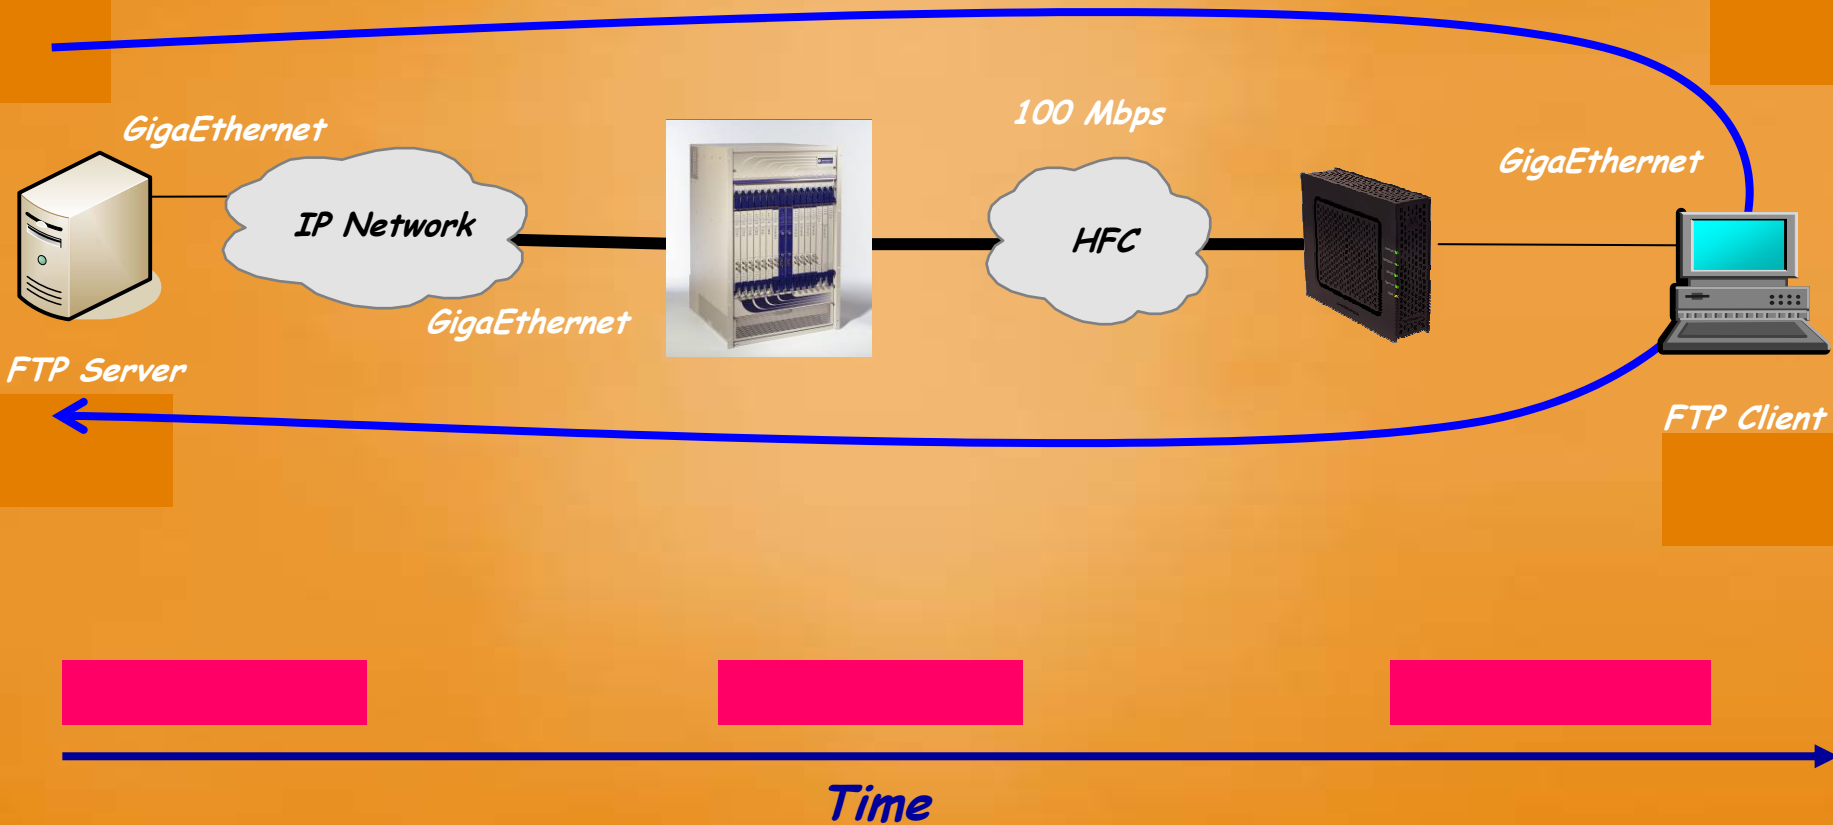 100 Mbps
GigaEthernet
GigaEthernet
IP Network
HFC
GigaEthernet
FTP Server
FTP Client
Time